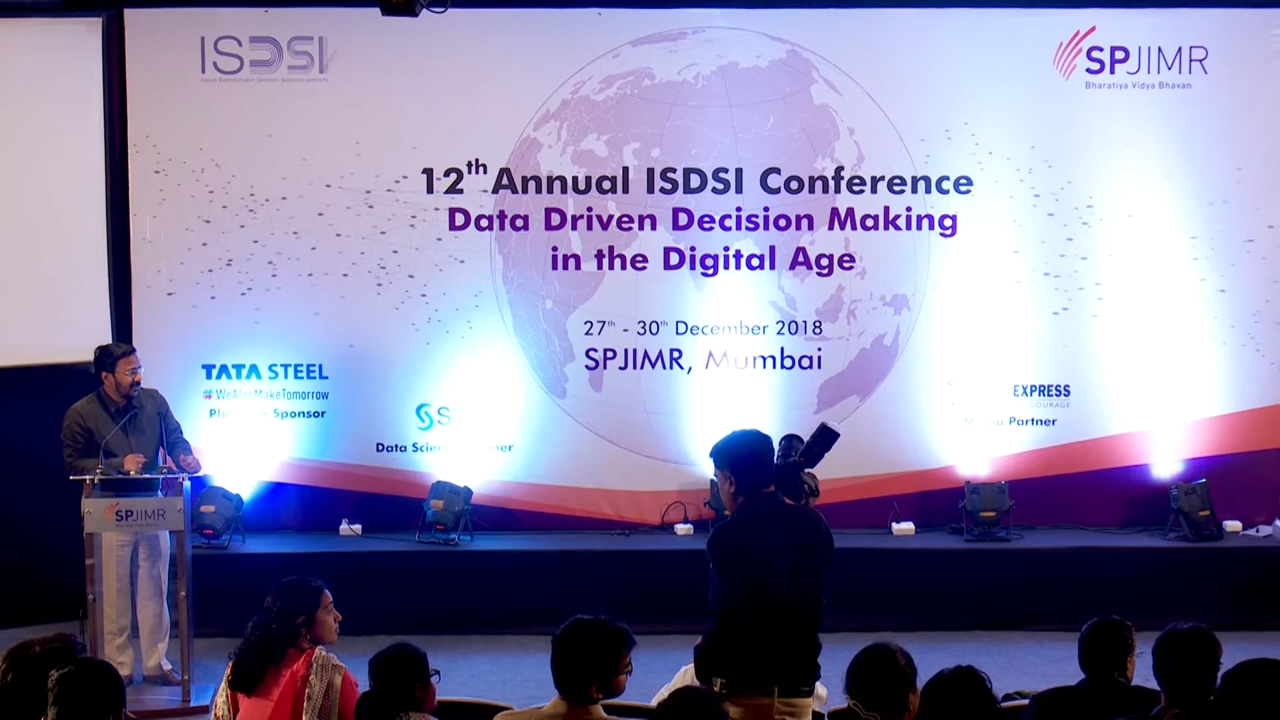 ISDSI
SPJIMR
Bharatiya Vidya Bhavan
12th Annual ISDSI Conference
Data Driven Decision Making
in the Digital Age
27th - 30th December 2018
SPJIMR, Mumbai
TATA STEEL
#WeAlsoMakeTomorrow
Sponsor
Data
EXPRESS
Partner
SPJIMR